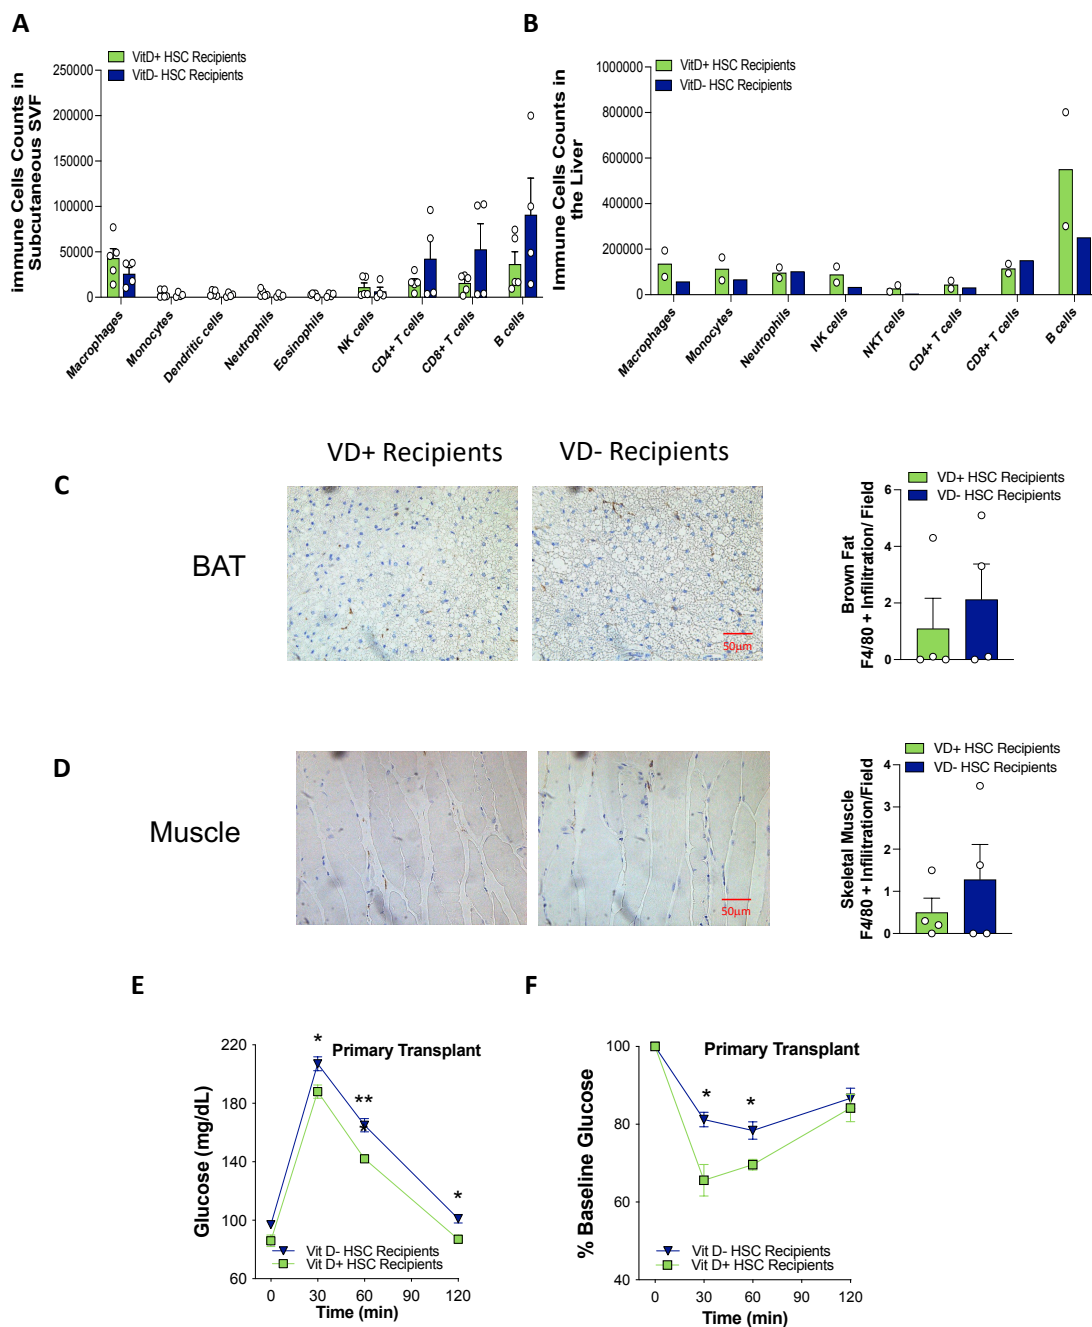 A
VitD+ HSC Recipients
VitD- HSC Recipients
immune Cells Counts in
Subcutaneous SVF
250000
200000
150000
100000
50000
0
Macrophages
Monocytes
Dendritic cells
Neutrophils
Eosinophils
NK cells
CD4+ T cells
CD8+ T cells
B cells
B
VitD+ HSC Recipients
VitD- HSC Recipients
Immune Cells Counts in
the Liver
1000000
800000
600000
400000
200000
0
Macrophages
Monocytes
Neutrophils
NK cells
NKT cells
CD4+ T cells
CD8+ T cells
B cells
VD+ Recipients
VD- Recipients
C
BAT
50μm
VD+ HSC Recipients
VD- HSC Recipients
Brown Fat
F4/80 + Infilitration/ Field
6
4
2
0
D
Muscle
50μm
VD+ HSC Recipients
VD- HSC Recipients
Skeletal Muscle
F4/80 + Infilitration/Field
4
3
2
1
0
E
Primary Transplant
Glucose (mg/dL)
220
180
140
100
60
*
**
*
*
Vit D- HSC Recipients
Vit D+ HSC Recipients
0
30
60
90
120
Time (min)
F
Primary Transplant
% Baseline Glucose
100
80
60
40
*
*
Vit D- HSC Recipients
Vit D+ HSC Recipients
0
30
60
90
120
Time (min)